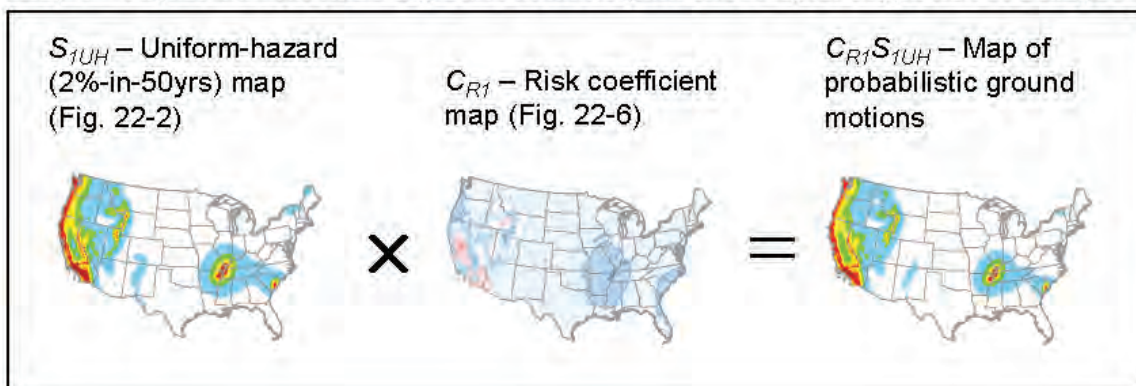 S1UH – Uniform-hazard
(2%-in-50yrs) map
(Fig. 22-2)
CR1 – Risk coefficient
map (Fig. 22-6)
CR1S1UH – Map of
probabilistic ground
motions
×
=